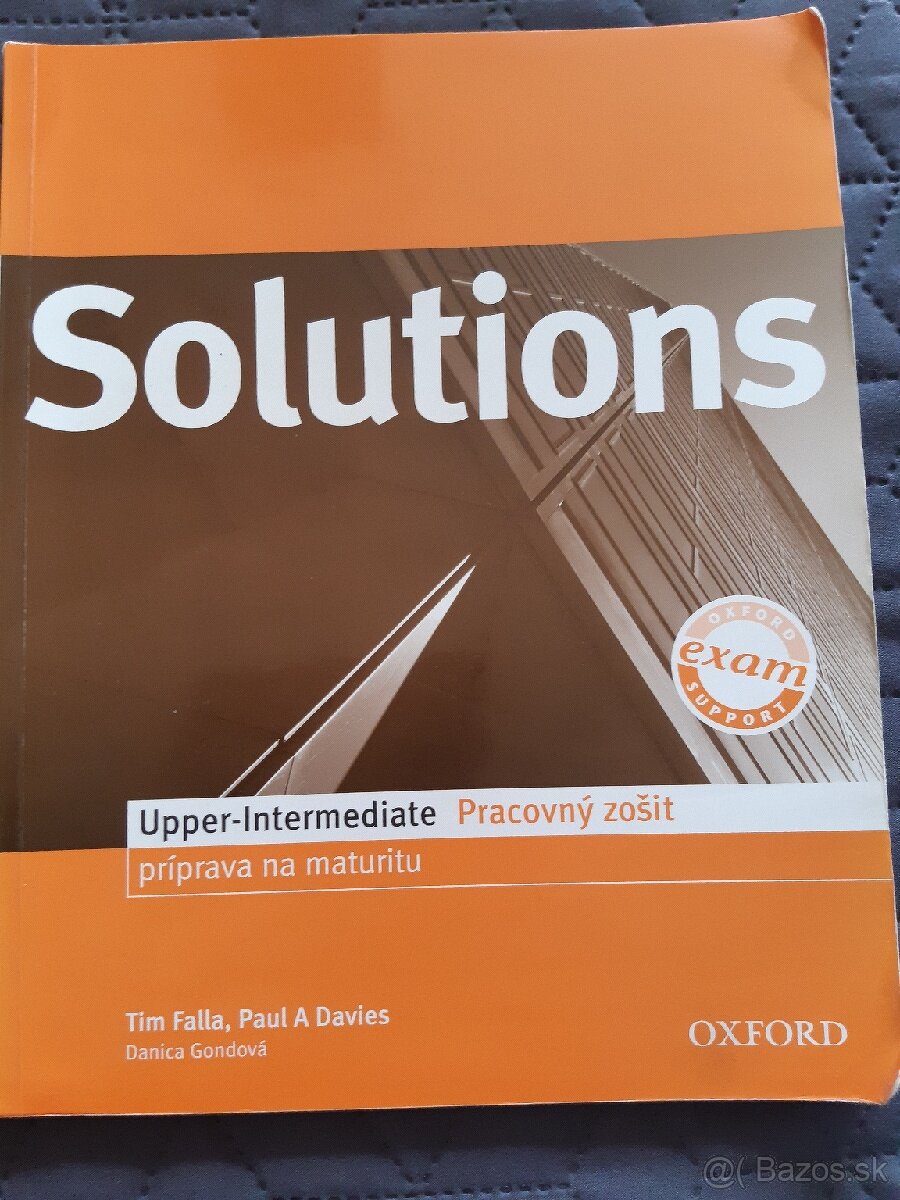 Solutions
OXFORD
exam
SUPPORT
Upper-Intermediate Pracovný zošit
príprava na maturitu
Tim Falla, Paul A Davies
Danica Gondová
OXFORD
@( Bazos.sk